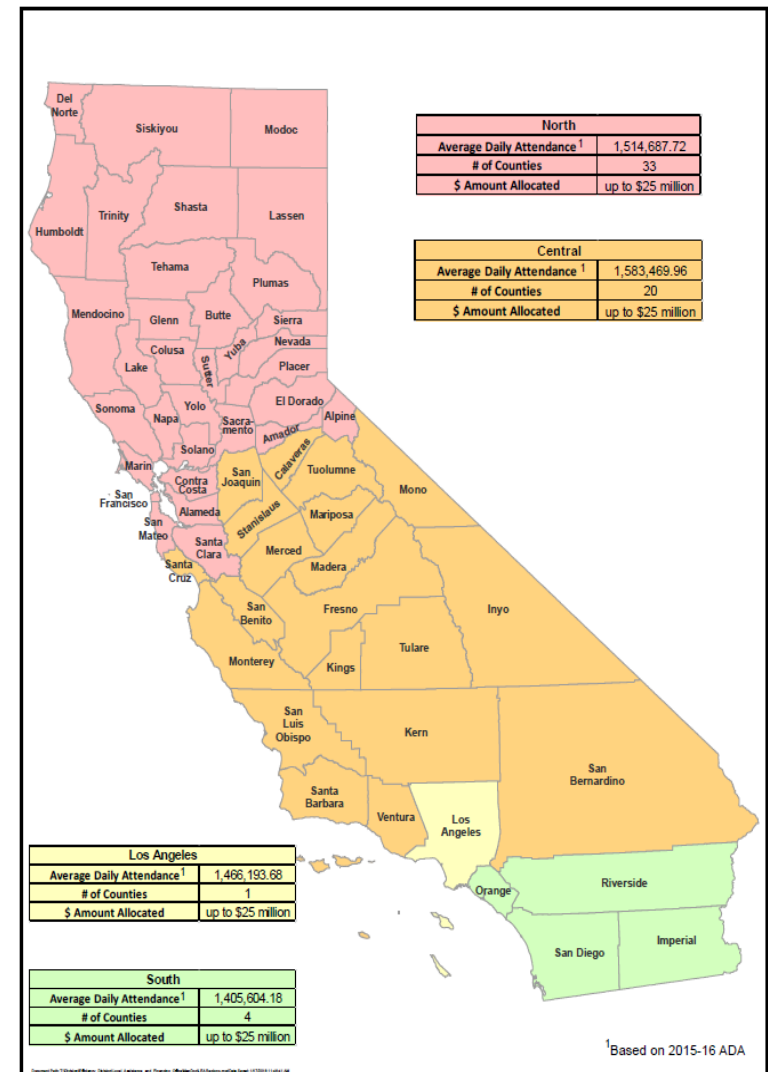 Del
Norte
Siskiyou
Modoc
North
Average Daily Attendance 1 1,514,687.72
# of Counties 33
$ Amount Allocated up to $25 million
Humboldt
Trinity
Shasta
Lassen
Central
Average Daily Attendance 1 1,583,469.96
# of Counties 20
$ Amount Allocated up to $25 million
Tehama
Plumas
Mendocino
Glenn
Butte
Sierra
Colusa
Sutter
Yuba
Nevada
Lake
Placer
Sonoma
Napa
Yolo
El Dorado
Sacra-
mento
Alpine
Amador
Solano
Marin
Contra
Costa
San
Joaquin
Calaveras
Tuolumne
Mono
San
Francisco
Alameda
Stanislaus
Mariposa
San
Mateo
Santa
Clara
Merced
Santa
Cruz
Madera
San
Benito
Fresno
Inyo
Monterey
Kings
Tulare
San
Luis
Obispo
Kern
San
Bernardino
Santa
Barbara
Ventura
Los
Angeles
Los Angeles
Average Daily Attendance1 1,466,193.68
# of Counties 1
$ Amount Allocated up to $25 million
Orange
Riverside
San Diego
Imperial
South
Average Daily Attendance1 1,405,604.18
# of Counties 4
$ Amount Allocated up to $25 million
1Based on 2015-16 ADA